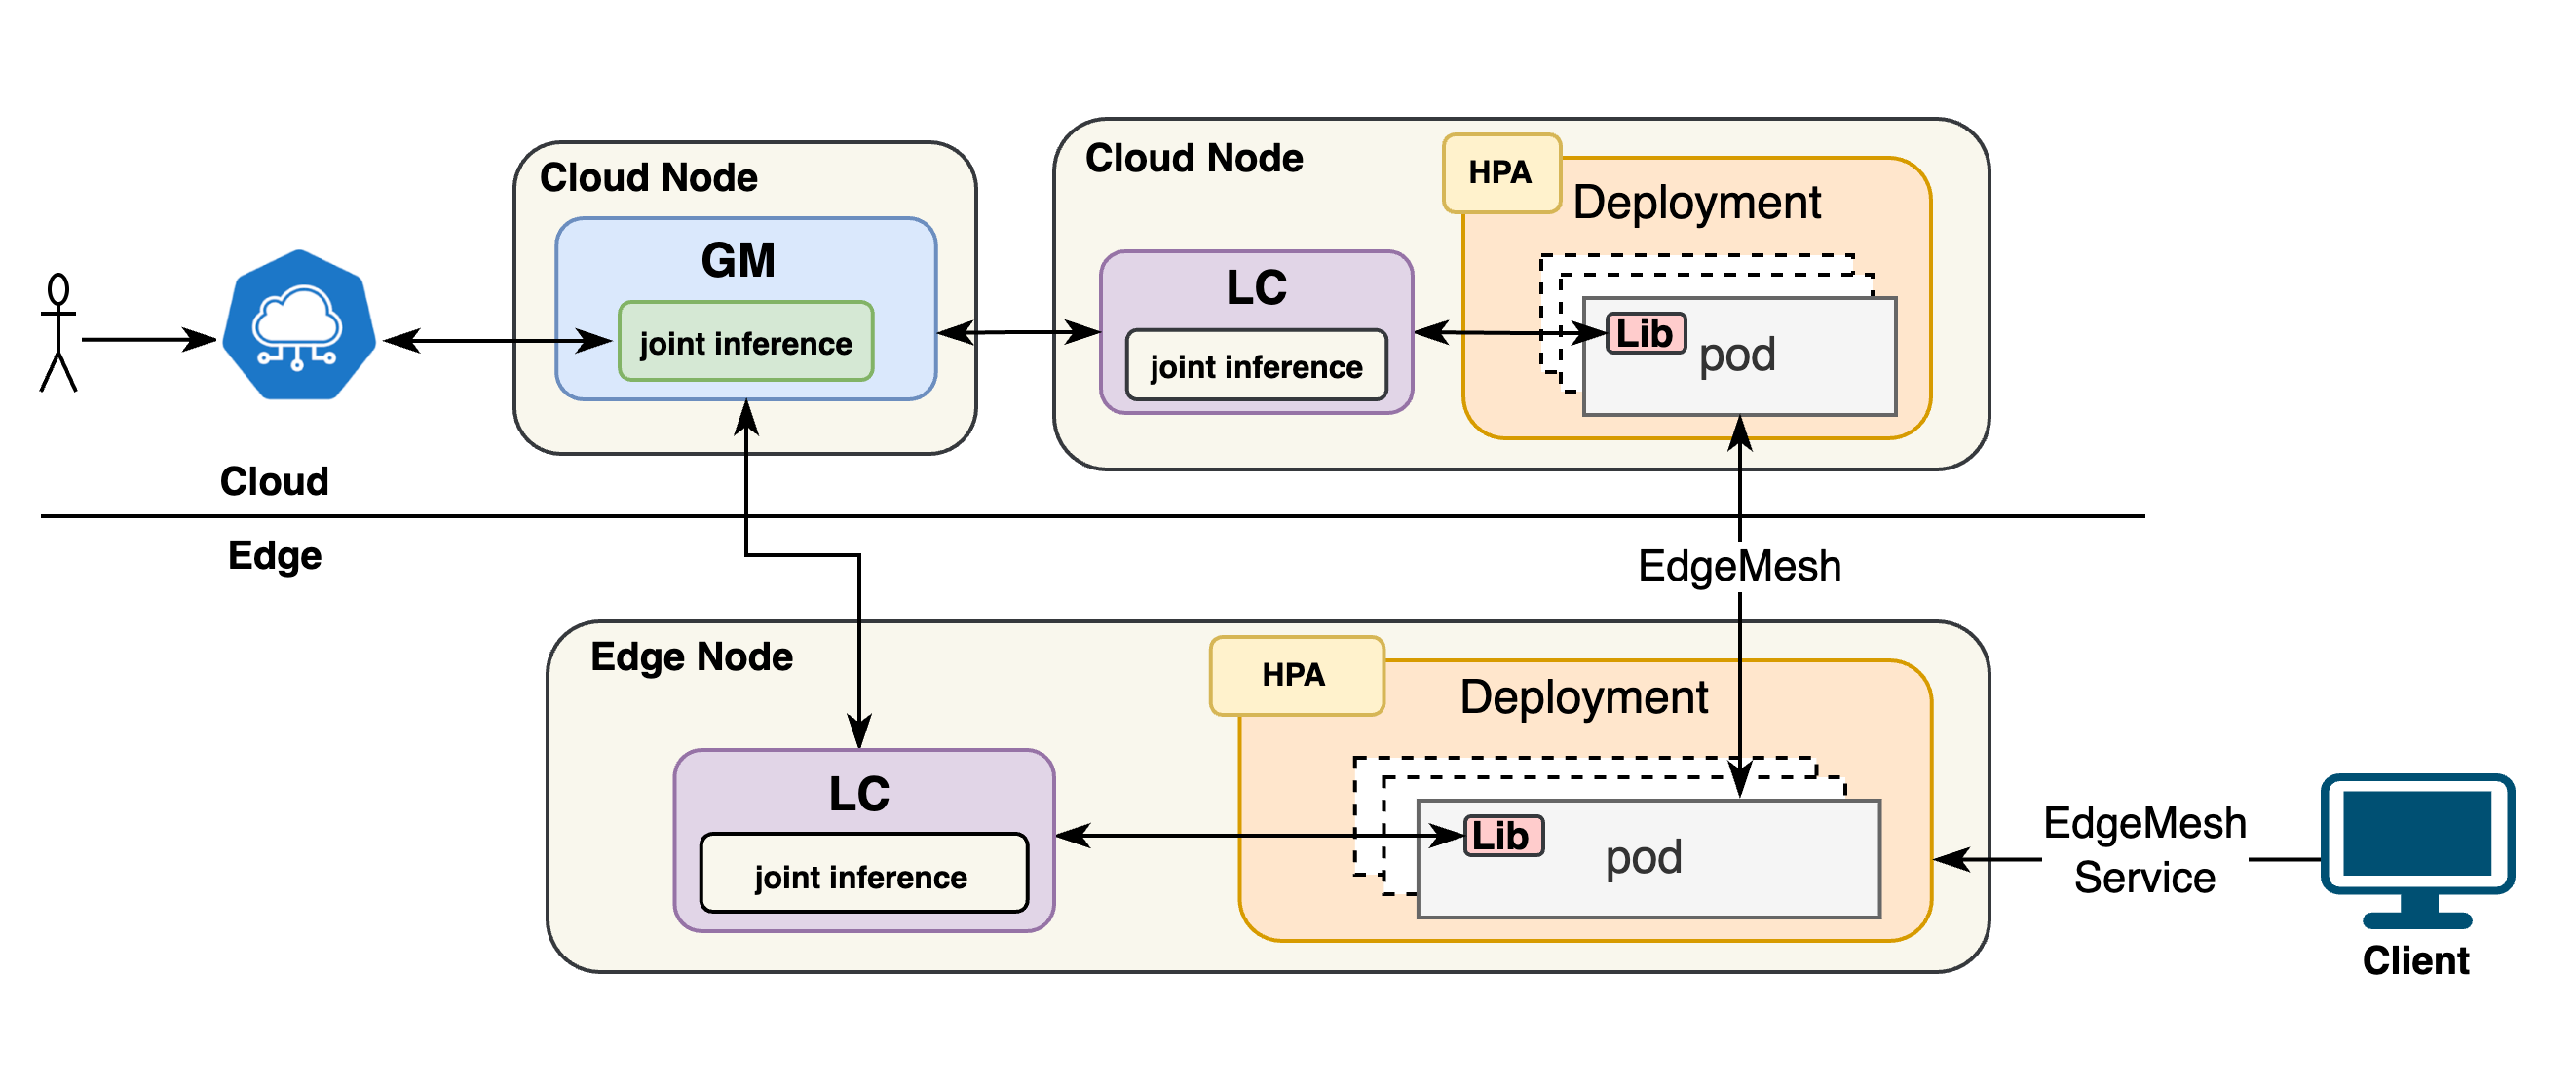 Cloud Node
GM
joint inference
Cloud Node
HPA
Deployment
LC
joint inference
Lib
pod
Cloud
Edge
EdgeMesh
Edge Node
HPA
Deployment
LC
joint inference
Lib
pod
EdgeMesh
Service
Client